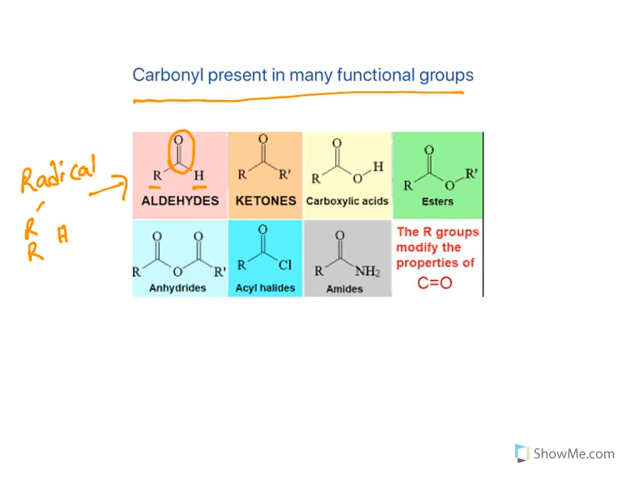 Carbonyl present in many functional groups
Radical
R
R H
O
R H
ALDEHYDES
O
R R'
KETONES
O
H
R O
Carboxylic acids
O
R'
R O
Esters
O O
R O R'
Anhydrides
O
R Cl
Acyl halides
O
R NH2
Amides
The R groups
modify the
properties of
C=O
ShowMe.com